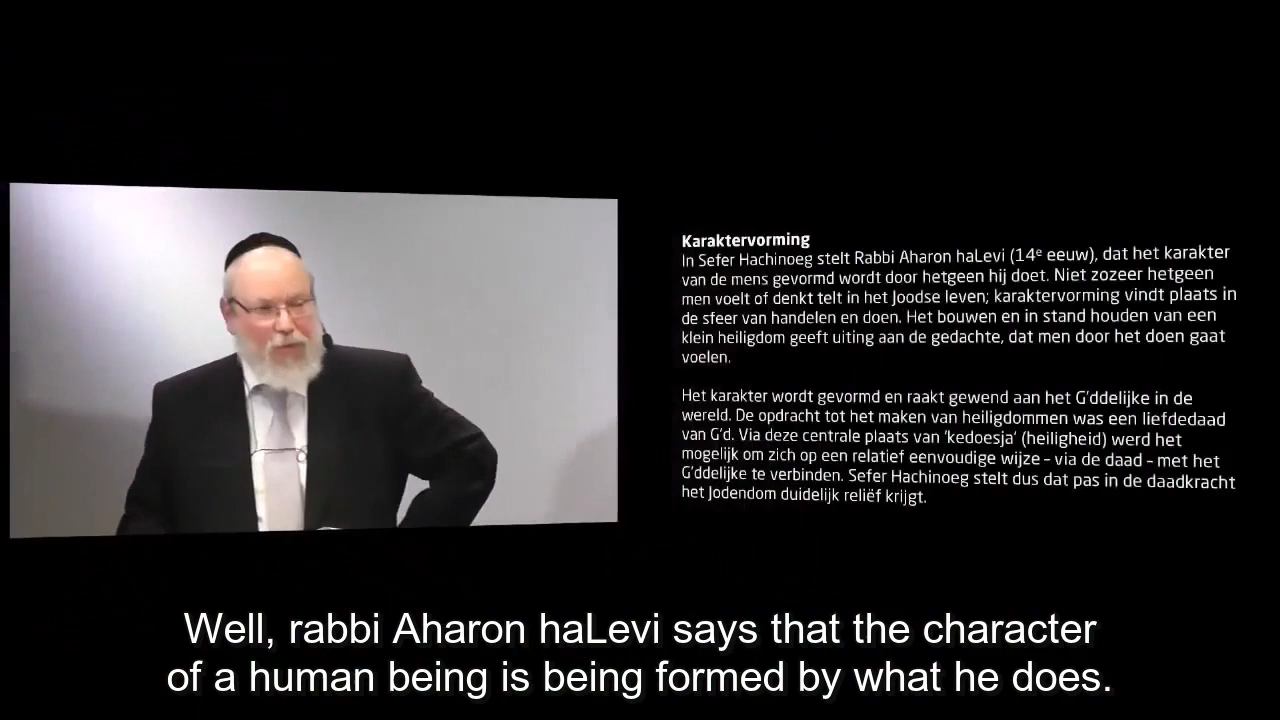 Karaktervorming
In Sefer Hachinoeg stelt Rabbi Aharon haLevi (14e eeuw), dat het karakter
van de mens gevormd wordt door hetgeen hij doet. Niet zozeer hetgeen
men voelt of denkt telt in het Joodse leven; karaktervorming vindt plaats in
de sfeer van handelen en doen. Het bouwen en in stand houden van een
klein heiligdom geeft uiting aan de gedachte, dat men door het doen gaat
voelen.
Het karakter wordt gevormd en raakt gewend aan het G'ddelijke in de
wereld. De opdracht tot het maken van heiligdommen was een liefdedaad
van G'd. Via deze centrale plaats van 'kedoesja' (heiligheid) werd het
mogelijk om zich op een relatief eenvoudige wijze – via de daad – met het
G'ddelijke te verbinden. Sefer Hachinoeg stelt dus dat pas in de daadkracht
het Jodendom duidelijk reliëf krijgt.
Well, rabbi Aharon haLevi says that the character
of a human being is being formed by what he does.